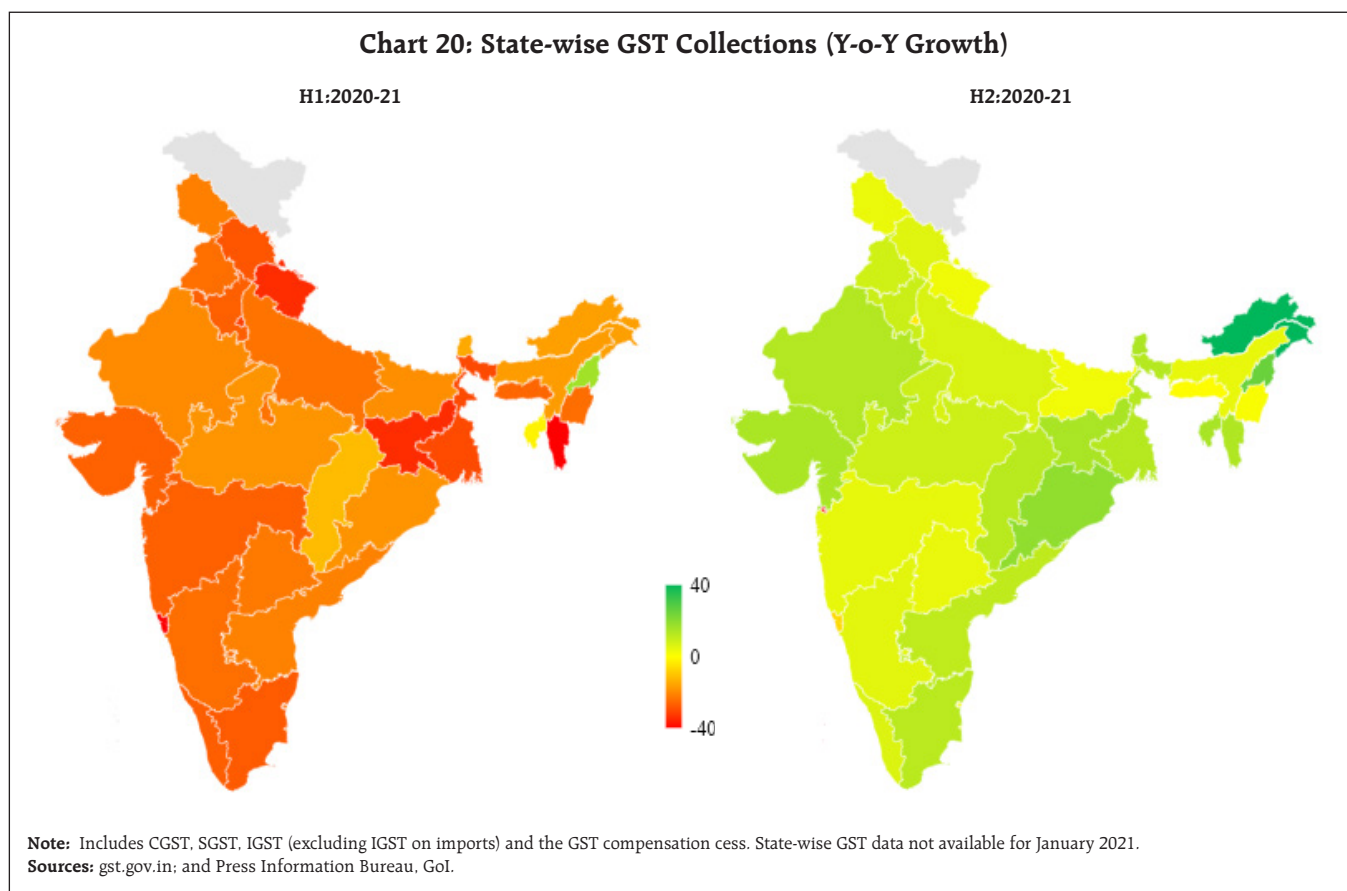 Chart 20: State-wise GST Collections (Y-o-Y Growth)
H1:2020-21
H2:2020-21
40
0
-40
Note: Includes CGST, SGST, IGST (excluding IGST on imports) and the GST compensation cess. State-wise GST data not available for January 2021.
Sources: gst.gov.in; and Press Information Bureau, GoI.